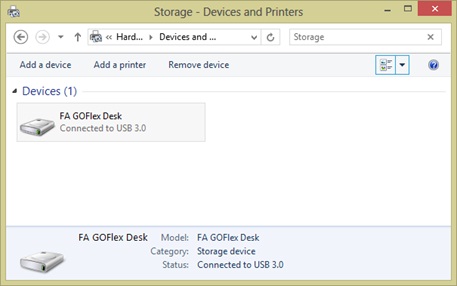 Storage - Devices and Printers
Hard... Devices and ... Storage
Add a device Add a printer Remove device
Devices (1)
FA GOFlex Desk
Connected to USB 3.0
FA GOFlex Desk Model: FA GOFlex Desk
Category: Storage device
Status: Connected to USB 3.0